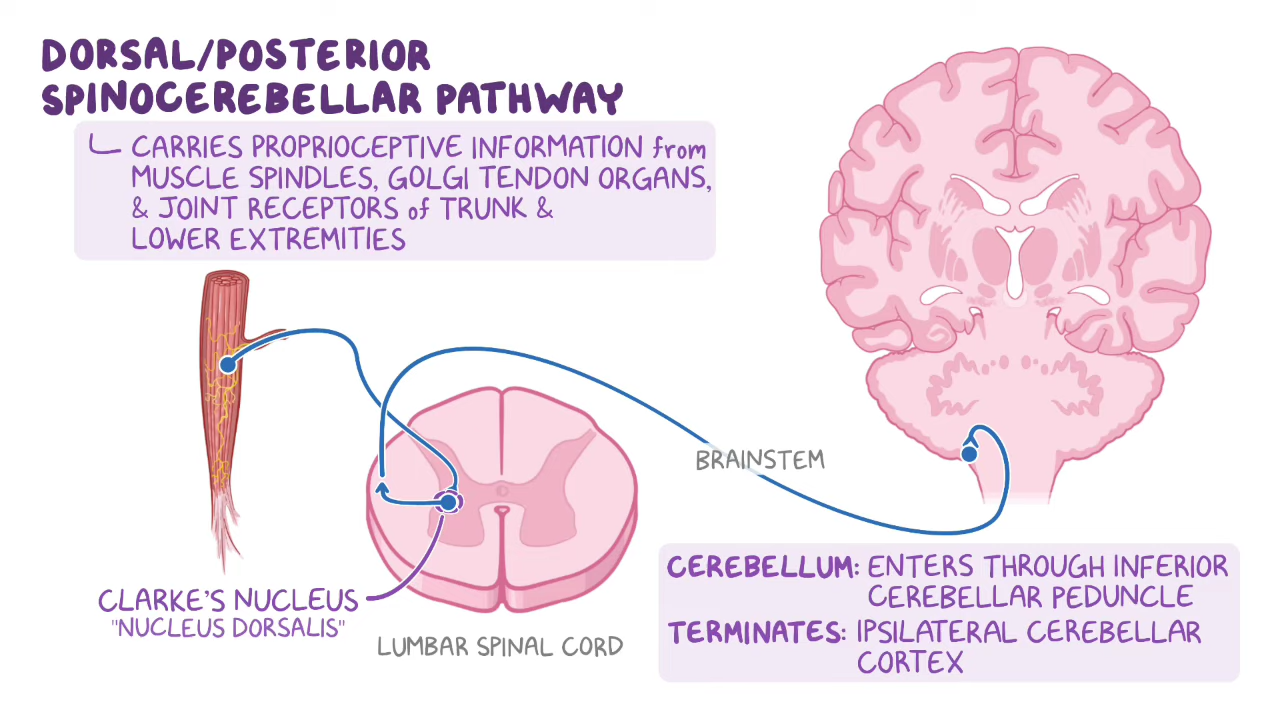 DORSAL/POSTERIOR
SPINOCEREBELLAR PATHWAY
CARRIES PROPRIOCEPTIVE INFORMATION from
MUSCLE SPINDLES, GOLGI TENDON ORGANS,
& JOINT RECEPTORS of TRUNK &
LOWER EXTREMITIES
BRAINSTEM
CLARKE'S NUCLEUS
"NUCLEUS DORSALIS"
LUMBAR SPINAL CORD
CEREBELLUM: ENTERS THROUGH INFERIOR
CEREBELLAR PEDUNCLE
TERMINATES: IPSILATERAL CEREBELLAR
CORTEX